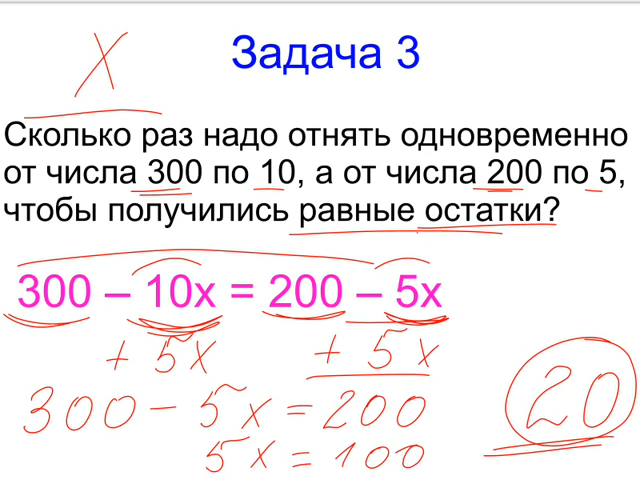 X
Задача 3
Сколько раз надо отнять одновременно
от числа 300 по 10, а от числа 200 по 5,
чтобы получились равные остатки?
300 – 10x = 200 – 5x
+ 5x + 5x
300 - 5x = 200
5x = 100
20